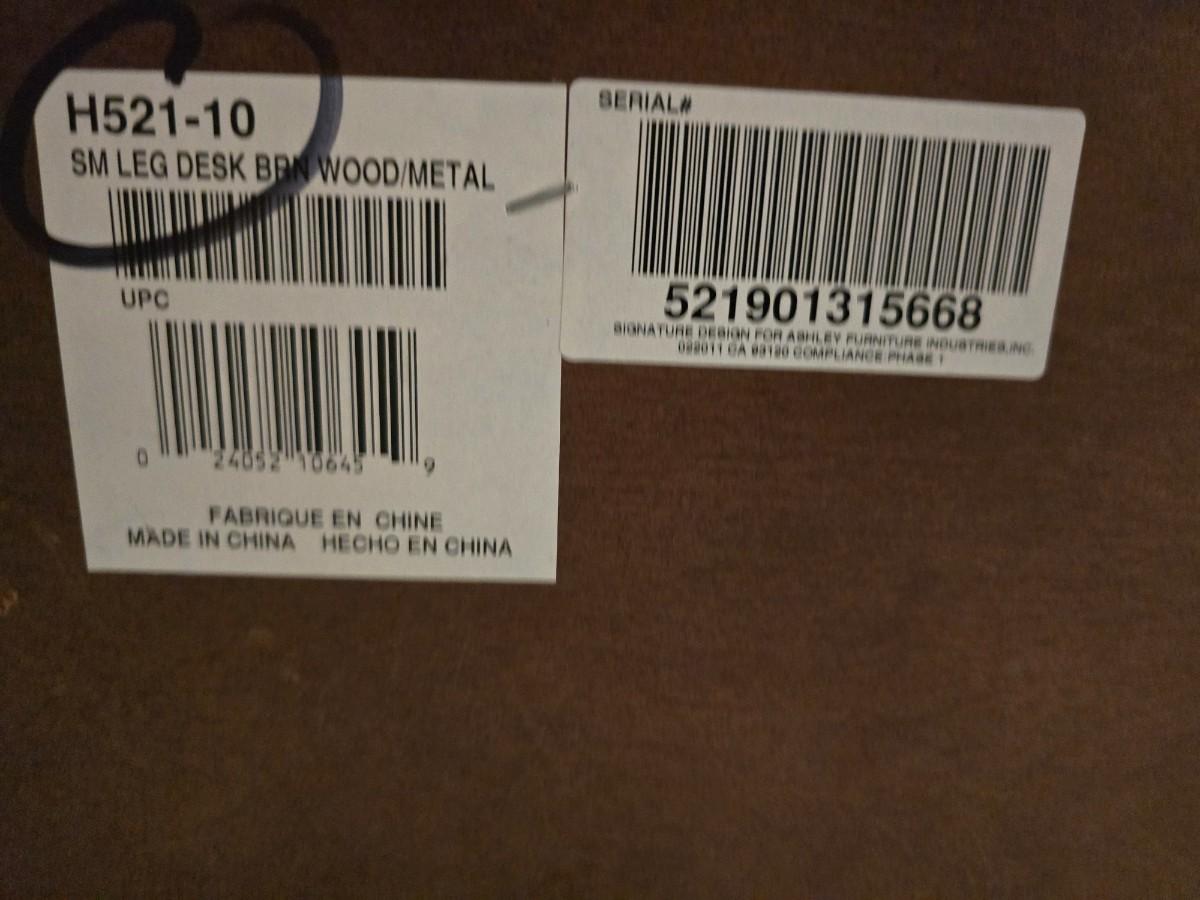 H521-10
SM LEG DESK BRN WOOD/METAL
UPC
0 24052 10645 9
FABRIQUE EN CHINE
MADE IN CHINA HECHO EN CHINA
SERIAL#
521901315668
SIGNATURE DESIGN FOR ASHLEY FURNITURE INDUSTRIES,INC.
022011 CA 93120 COMPLIANCE PHASE 1